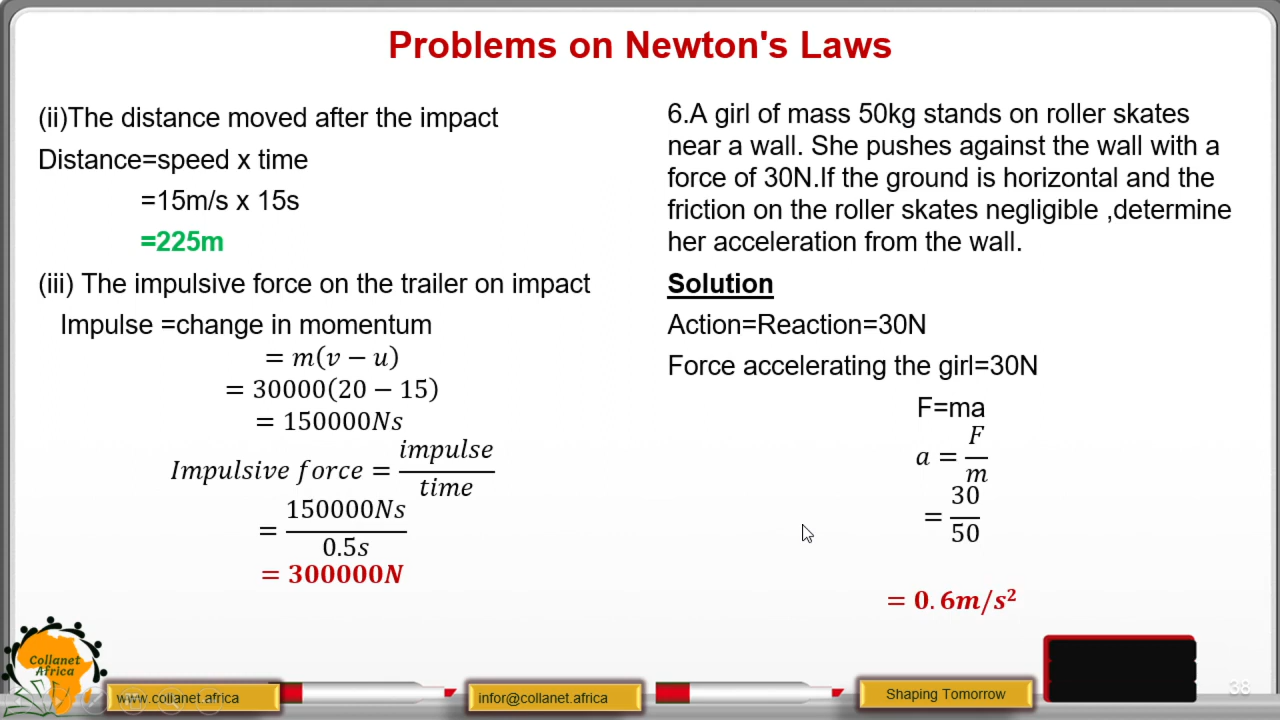 Problems on Newton's Laws
(ii)The distance moved after the impact
Distance=speed x time
=15m/s x 15s
=225m
(iii) The impulsive force on the trailer on impact
Impulse =change in momentum
= m(v − u)
= 30000(20 − 15)
= 150000Ns
Impulsive force = impulse/time
= 150000Ns/0.5s
= 300000N
6.A girl of mass 50kg stands on roller skates
near a wall. She pushes against the wall with a
force of 30N.If the ground is horizontal and the
friction on the roller skates negligible ,determine
her acceleration from the wall.
Solution
Action=Reaction=30N
Force accelerating the girl=30N
F=ma
a = F/m
= 30/50
= 0.6m/s²
Collanet
Africa
www.collanet.africa
infor@collanet.africa
Shaping Tomorrow
38